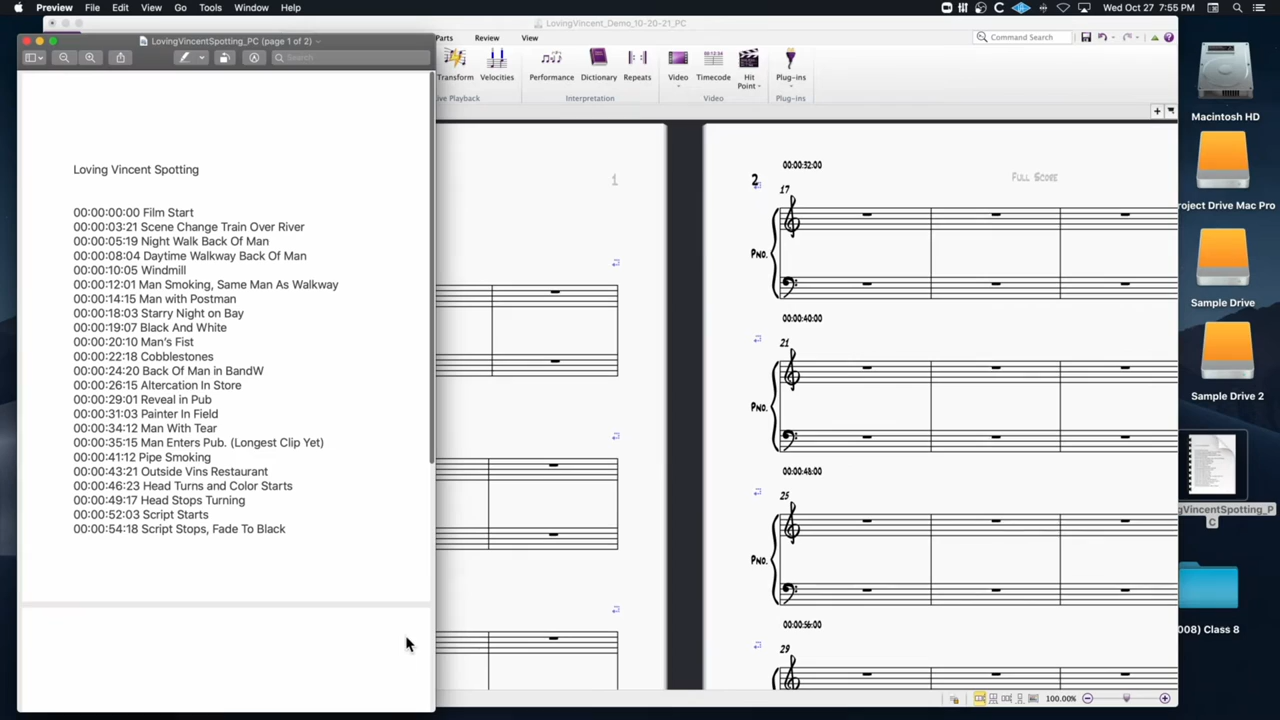 Preview File Edit View Go Tools Window Help
Wed Oct 27 7:55 PM
LovingVincentSpotting_PC (page 1 of 2)
Search
Loving Vincent Spotting
00:00:00:00 Film Start
00:00:03:21 Scene Change Train Over River
00:00:05:19 Night Walk Back Of Man
00:00:08:04 Daytime Walkway Back Of Man
00:00:10:05 Windmill
00:00:12:01 Man Smoking, Same Man As Walkway
00:00:14:15 Man with Postman
00:00:18:03 Starry Night on Bay
00:00:19:07 Black And White
00:00:20:10 Man's Fist
00:00:22:18 Cobblestones
00:00:24:20 Back Of Man in BandW
00:00:26:15 Altercation In Store
00:00:29:01 Reveal in Pub
00:00:31:03 Painter In Field
00:00:34:12 Man With Tear
00:00:35:15 Man Enters Pub. (Longest Clip Yet)
00:00:41:12 Pipe Smoking
00:00:43:21 Outside Vins Restaurant
00:00:46:23 Head Turns and Color Starts
00:00:49:17 Head Stops Turning
00:00:52:03 Script Starts
00:00:54:18 Script Stops, Fade To Black
LovingVincent_Demo_10-20-21_PC
Parts Review View
Command Search
Transform Velocities Performance Dictionary Repeats Video Timecode Hit Point Plug-ins
ive Playback Interpretation Video Plug-ins
1
00:00:32:00
2
Full Score
17
Pno.
00:00:40:00
21
Pno.
00:00:48:00
25
Pno.
00:00:56:00
29
100.00%
Macintosh HD
roject Drive Mac Pro
Sample Drive
Sample Drive 2
gVincentSpotting_P
C
008) Class 8